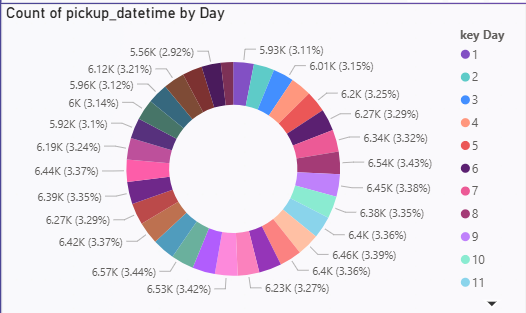 Count of pickup_datetime by Day
key Day
1
2
3
4
5
6
7
8
9
10
11
5.93K (3.11%)
6.01K (3.15%)
6.2K (3.25%)
6.27K (3.29%)
6.34K (3.32%)
6.54K (3.43%)
6.45K (3.38%)
6.38K (3.35%)
6.4K (3.36%)
6.46K (3.39%)
6.4K (3.36%)
6.23K (3.27%)
6.53K (3.42%)
6.57K (3.44%)
6.42K (3.37%)
6.27K (3.29%)
6.39K (3.35%)
6.44K (3.37%)
6.19K (3.24%)
5.92K (3.1%)
6K (3.14%)
5.96K (3.12%)
6.12K (3.21%)
5.56K (2.92%)